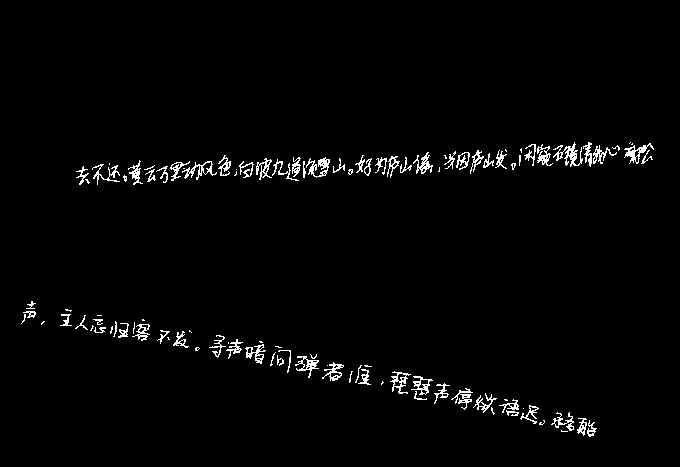 去不还。黄云万里动风色，白波九道流雪山。好为庐山谣，兴因庐山发。闲窥石镜清我心，谢公
声，主人忘归客不发。寻声暗问弹者谁，琵琶声停欲语迟。移船